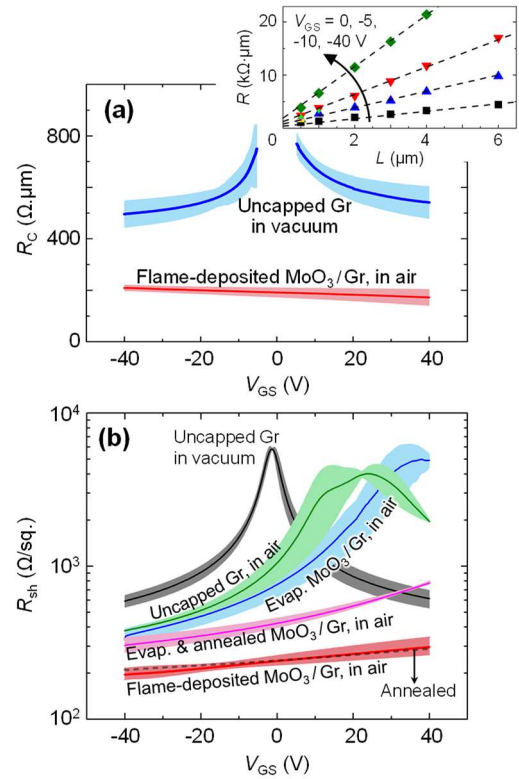 (a)
V_GS = 0, -5,
-10, -40 V
R (kΩ·μm)
20
10
0
0
2
4
6
L (μm)
R_C (Ω.μm)
800
400
0
Uncapped Gr
in vacuum
Flame-deposited MoO₃/Gr, in air
-40
-20
0
20
40
V_GS (V)
(b)
R_sh (Ω/sq.)
10⁴
10³
10²
Uncapped Gr
in vacuum
Uncapped Gr, in air
Evap. MoO₃/Gr, in air
Evap. & annealed MoO₃/Gr, in air
Flame-deposited MoO₃/Gr, in air
Annealed
-40
-20
0
20
40
V_GS (V)